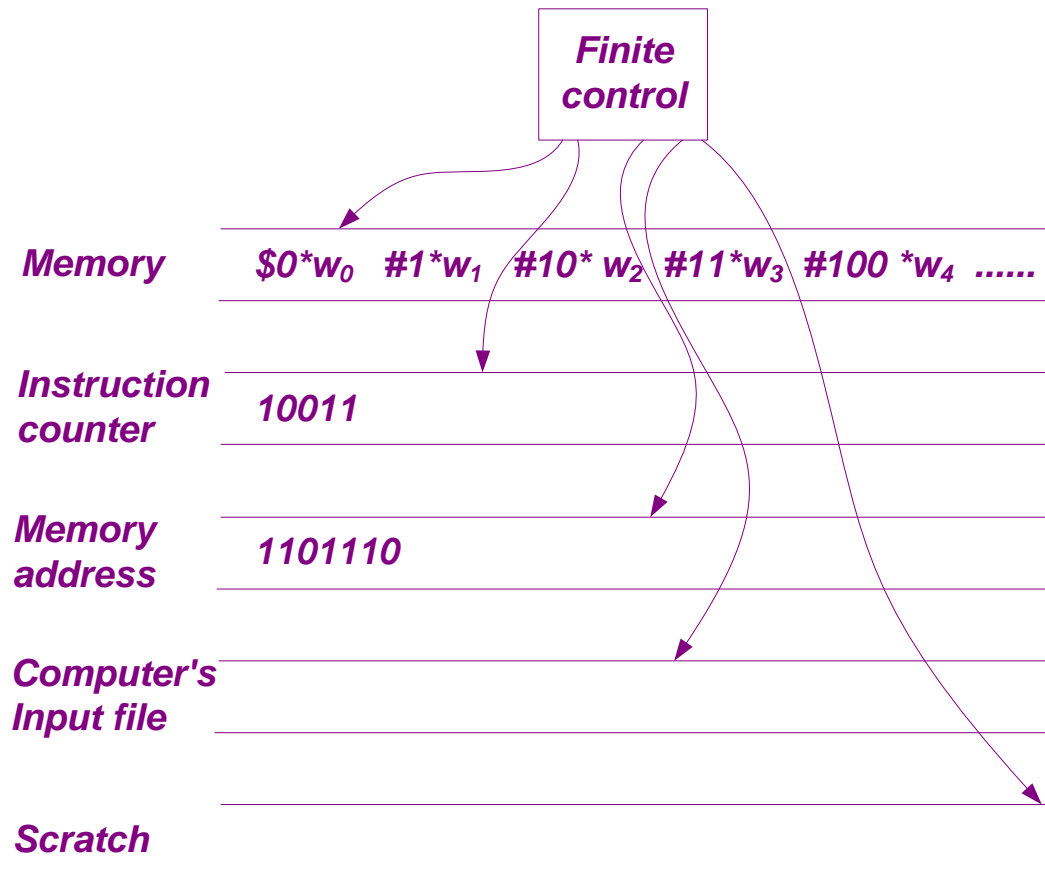 Finite
control
Memory
$0*w₀ #1*w₁ #10* w₂ #11*w₃ #100 *w₄ ......
Instruction
counter
10011
Memory
address
1101110
Computer's
Input file
Scratch